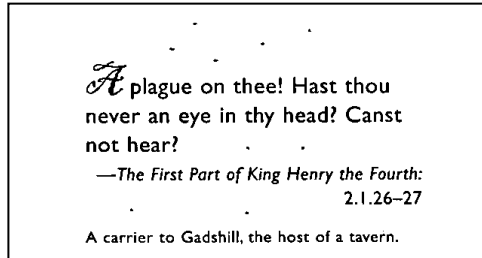 A plague on thee! Hast thou
never an eye in thy head? Canst
not hear?
—The First Part of King Henry the Fourth:
2.1.26–27
A carrier to Gadshill, the host of a tavern.